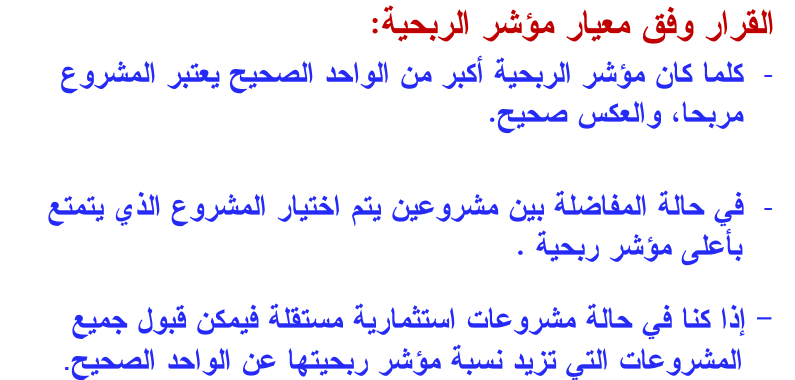 القرار وفق معيار مؤشر الربحية:
- كلما كان مؤشر الربحية أكبر من الواحد الصحيح يعتبر المشروع
مربحا، والعكس صحيح.
- في حالة المفاضلة بين مشروعين يتم اختيار المشروع الذي يتمتع
بأعلى مؤشر ربحية .
– إذا كنا في حالة مشروعات استثمارية مستقلة فيمكن قبول جميع
المشروعات التي تزيد نسبة مؤشر ربحيتها عن الواحد الصحيح.